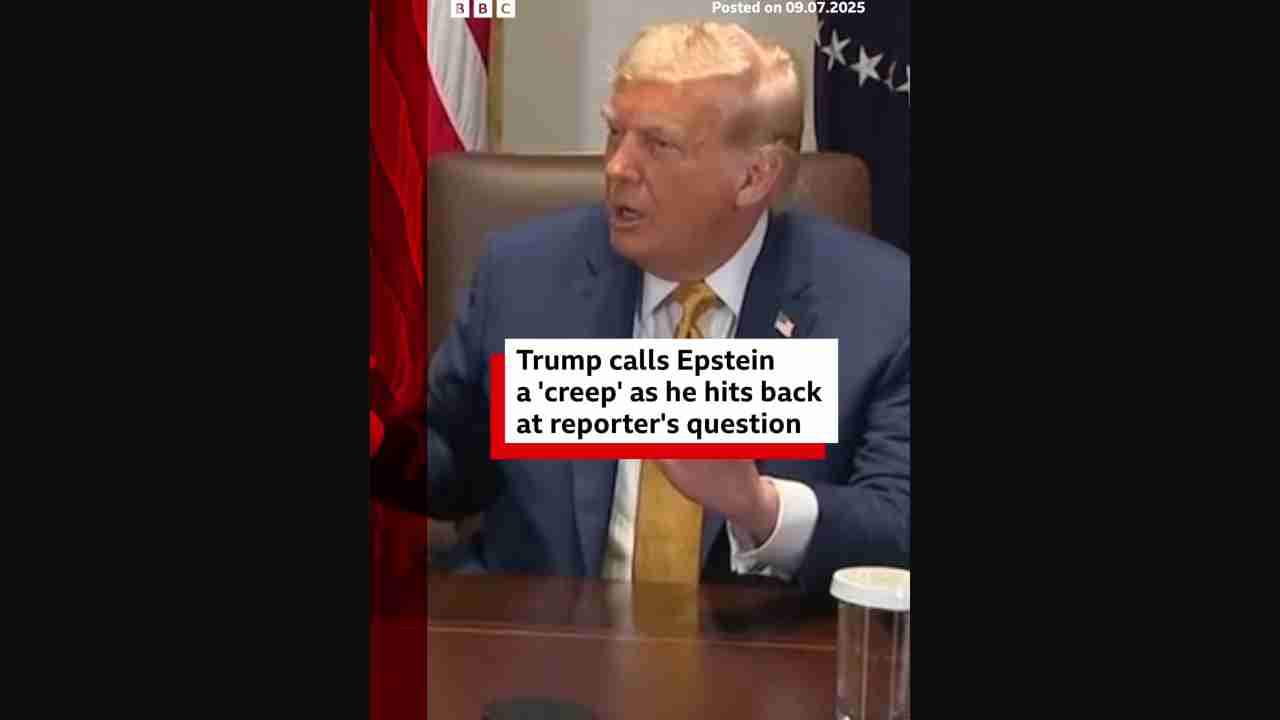 BBC
Posted on 09.07.2025
Trump calls Epstein
a 'creep' as he hits back
at reporter's question